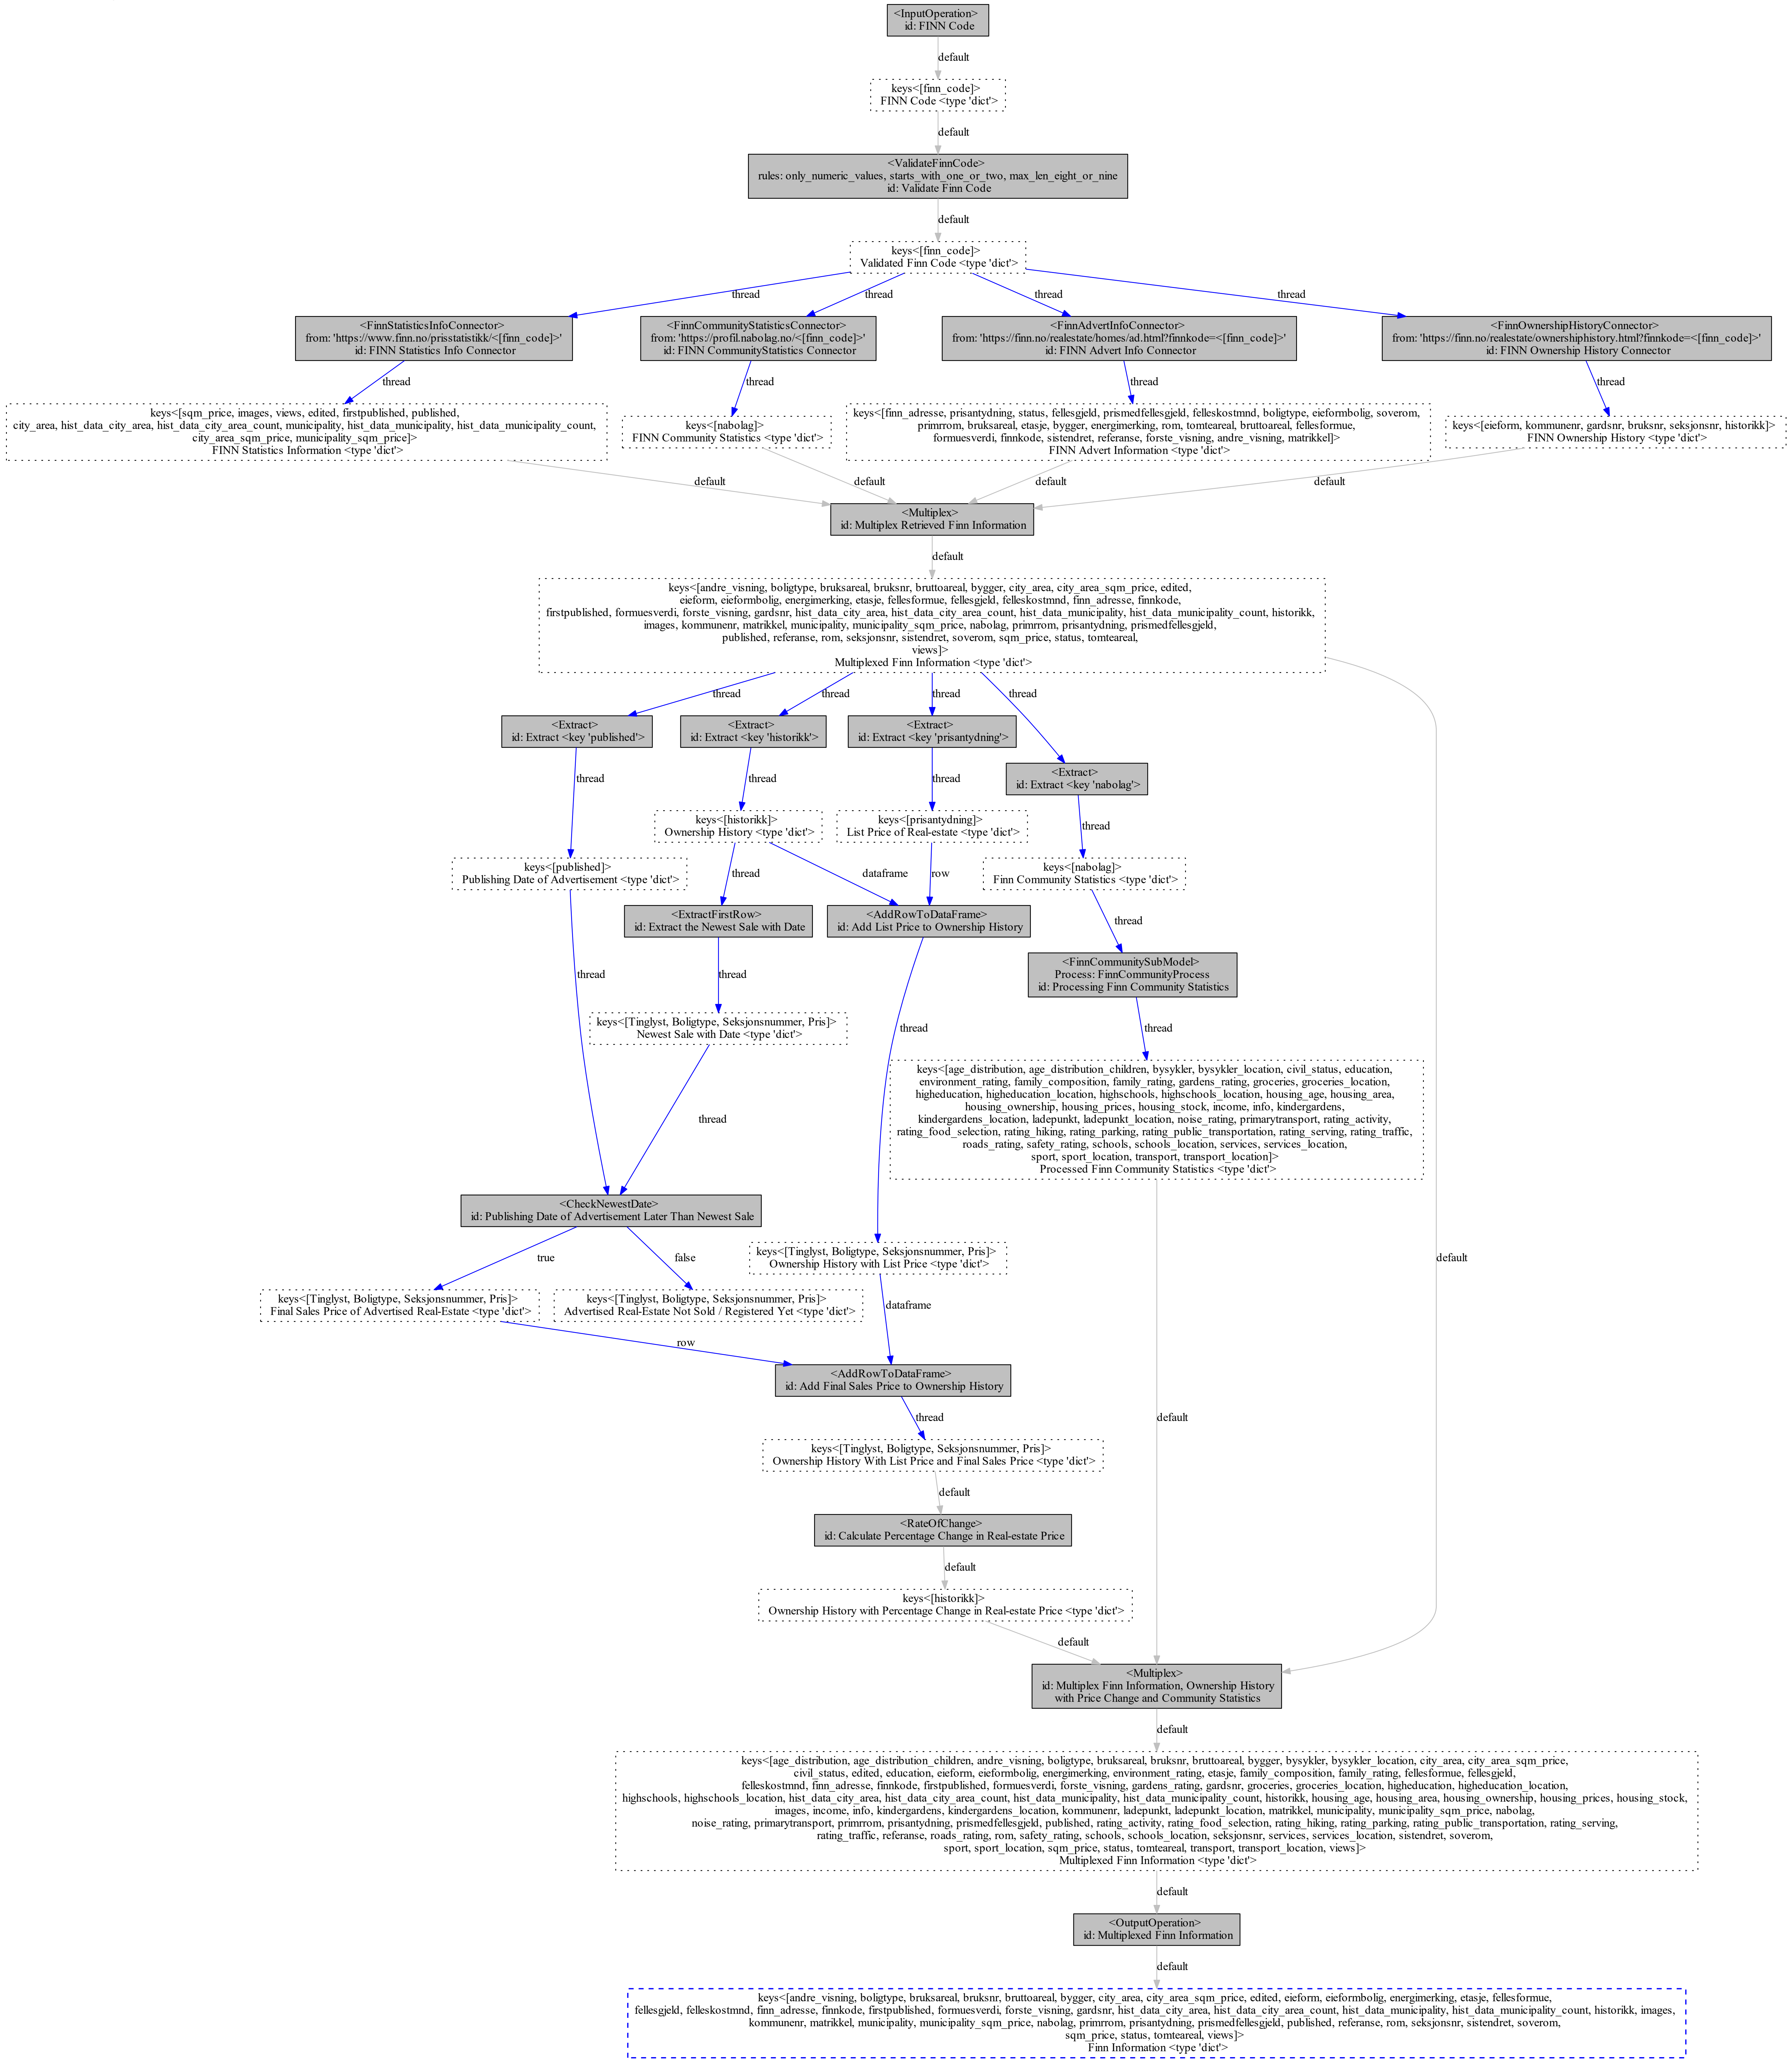 <InputOperation>
id: FINN Code
default
keys<[finn_code]>
FINN Code <type 'dict'>
default
<ValidateFinnCode>
rules: only_numeric_values, starts_with_one_or_two, max_len_eight_or_nine
id: Validate Finn Code
default
keys<[finn_code]>
Validated Finn Code <type 'dict'>
thread
thread
thread
thread
<FinnStatisticsInfoConnector>
from: 'https://www.finn.no/prisstatistikk/<[finn_code]>'
id: FINN Statistics Info Connector
<FinnCommunityStatisticsConnector>
from: 'https://profil.nabolag.no/<[finn_code]>'
id: FINN CommunityStatistics Connector
<FinnAdvertInfoConnector>
from: 'https://finn.no/realestate/homes/ad.html?finnkode=<[finn_code]>'
id: FINN Advert Info Connector
<FinnOwnershipHistoryConnector>
from: 'https://finn.no/realestate/ownershiphistory.html?finnkode=<[finn_code]>'
id: FINN Ownership History Connector
thread
thread
thread
thread
keys<[sqm_price, images, views, edited, firstpublished, published,
city_area, hist_data_city_area, hist_data_city_area_count, municipality, hist_data_municipality, hist_data_municipality_count,
city_area_sqm_price, municipality_sqm_price]>
FINN Statistics Information <type 'dict'>
keys<[nabolag]>
FINN Community Statistics <type 'dict'>
keys<[finn_adresse, prisantydning, status, fellesgjeld, prismedfellesgjeld, felleskostmnd, boligtype, eieformbolig, soverom,
primrrom, bruksareal, etasje, bygger, energimerking, rom, tomteareal, bruttoareal, fellesformue,
formuesverdi, finnkode, sistendret, referanse, forste_visning, andre_visning, matrikkel]>
FINN Advert Information <type 'dict'>
keys<[eieform, kommunenr, gardsnr, bruksnr, seksjonsnr, historikk]>
FINN Ownership History <type 'dict'>
default
default
default
default
<Multiplex>
id: Multiplex Retrieved Finn Information
default
keys<[andre_visning, boligtype, bruksareal, bruksnr, bruttoareal, bygger, city_area, city_area_sqm_price, edited,
eieform, eieformbolig, energimerking, etasje, fellesformue, fellesgjeld, felleskostmnd, finn_adresse, finnkode,
firstpublished, formuesverdi, forste_visning, gardsnr, hist_data_city_area, hist_data_city_area_count, hist_data_municipality, hist_data_municipality_count, historikk,
images, kommunenr, matrikkel, municipality, municipality_sqm_price, nabolag, primrrom, prisantydning, prismedfellesgjeld,
published, referanse, rom, seksjonsnr, sistendret, soverom, sqm_price, status, tomteareal,
views]>
Multiplexed Finn Information <type 'dict'>
thread
thread
thread
thread
<Extract>
id: Extract <key 'published'>
<Extract>
id: Extract <key 'historikk'>
<Extract>
id: Extract <key 'prisantydning'>
<Extract>
id: Extract <key 'nabolag'>
thread
thread
thread
thread
keys<[historikk]>
Ownership History <type 'dict'>
keys<[prisantydning]>
List Price of Real-estate <type 'dict'>
keys<[published]>
Publishing Date of Advertisement <type 'dict'>
keys<[nabolag]>
Finn Community Statistics <type 'dict'>
thread
dataframe
row
thread
<ExtractFirstRow>
id: Extract the Newest Sale with Date
<AddRowToDataFrame>
id: Add List Price to Ownership History
<FinnCommunitySubModel>
Process: FinnCommunityProcess
id: Processing Finn Community Statistics
thread
thread
thread
thread
keys<[Tinglyst, Boligtype, Seksjonsnummer, Pris]>
Newest Sale with Date <type 'dict'>
keys<[age_distribution, age_distribution_children, bysykler, bysykler_location, civil_status, education,
environment_rating, family_composition, family_rating, gardens_rating, groceries, groceries_location,
higheducation, higheducation_location, highschools, highschools_location, housing_age, housing_area,
housing_ownership, housing_prices, housing_stock, income, info, kindergardens,
kindergardens_location, ladepunkt, ladepunkt_location, noise_rating, primarytransport, rating_activity,
rating_food_selection, rating_hiking, rating_parking, rating_public_transportation, rating_serving, rating_traffic,
roads_rating, safety_rating, schools, schools_location, services, services_location,
sport, sport_location, transport, transport_location]>
Processed Finn Community Statistics <type 'dict'>
thread
<CheckNewestDate>
id: Publishing Date of Advertisement Later Than Newest Sale
true
false
default
default
keys<[Tinglyst, Boligtype, Seksjonsnummer, Pris]>
Ownership History with List Price <type 'dict'>
keys<[Tinglyst, Boligtype, Seksjonsnummer, Pris]>
Final Sales Price of Advertised Real-Estate <type 'dict'>
keys<[Tinglyst, Boligtype, Seksjonsnummer, Pris]>
Advertised Real-Estate Not Sold / Registered Yet <type 'dict'>
dataframe
row
<AddRowToDataFrame>
id: Add Final Sales Price to Ownership History
thread
keys<[Tinglyst, Boligtype, Seksjonsnummer, Pris]>
Ownership History With List Price and Final Sales Price <type 'dict'>
default
<RateOfChange>
id: Calculate Percentage Change in Real-estate Price
default
keys<[historikk]>
Ownership History with Percentage Change in Real-estate Price <type 'dict'>
default
<Multiplex>
id: Multiplex Finn Information, Ownership History
with Price Change and Community Statistics
default
keys<[age_distribution, age_distribution_children, andre_visning, boligtype, bruksareal, bruksnr, bruttoareal, bygger, bysykler, bysykler_location, city_area, city_area_sqm_price,
civil_status, edited, education, eieform, eieformbolig, energimerking, environment_rating, etasje, family_composition, family_rating, fellesformue, fellesgjeld,
felleskostmnd, finn_adresse, finnkode, firstpublished, formuesverdi, forste_visning, gardens_rating, gardsnr, groceries, groceries_location, higheducation, higheducation_location,
highschools, highschools_location, hist_data_city_area, hist_data_city_area_count, hist_data_municipality, hist_data_municipality_count, historikk, housing_age, housing_area, housing_ownership, housing_prices, housing_stock,
images, income, info, kindergardens, kindergardens_location, kommunenr, ladepunkt, ladepunkt_location, matrikkel, municipality, municipality_sqm_price, nabolag,
noise_rating, primarytransport, primrrom, prisantydning, prismedfellesgjeld, published, rating_activity, rating_food_selection, rating_hiking, rating_parking, rating_public_transportation, rating_serving,
rating_traffic, referanse, roads_rating, rom, safety_rating, schools, schools_location, seksjonsnr, services, services_location, sistendret, soverom,
sport, sport_location, sqm_price, status, tomteareal, transport, transport_location, views]>
Multiplexed Finn Information <type 'dict'>
default
<OutputOperation>
id: Multiplexed Finn Information
default
keys<[andre_visning, boligtype, bruksareal, bruksnr, bruttoareal, bygger, city_area, city_area_sqm_price, edited, eieform, eieformbolig, energimerking, etasje, fellesformue,
fellesgjeld, felleskostmnd, finn_adresse, finnkode, firstpublished, formuesverdi, forste_visning, gardsnr, hist_data_city_area, hist_data_city_area_count, hist_data_municipality, hist_data_municipality_count, historikk, images,
kommunenr, matrikkel, municipality, municipality_sqm_price, nabolag, primrrom, prisantydning, prismedfellesgjeld, published, referanse, rom, seksjonsnr, sistendret, soverom,
sqm_price, status, tomteareal, views]>
Finn Information <type 'dict'>